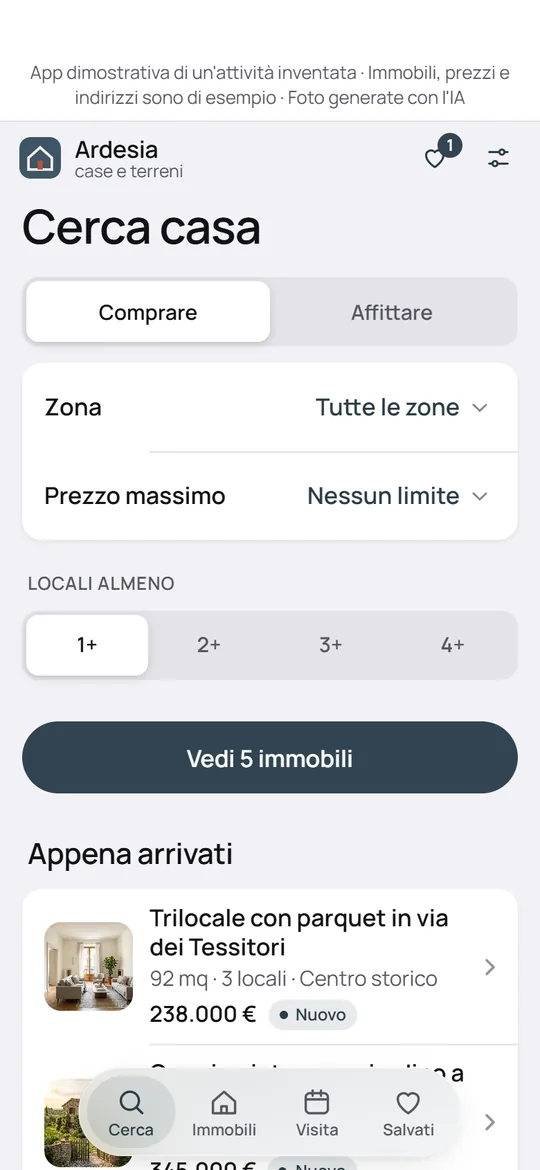 App dimostrativa di un'attività inventata · Immobili, prezzi e
indirizzi sono di esempio · Foto generate con l'IA
Ardesia
case e terreni
1
Cerca casa
Comprare
Affittare
Zona
Tutte le zone
Prezzo massimo
Nessun limite
LOCALI ALMENO
1+
2+
3+
4+
Vedi 5 immobili
Appena arrivati
Trilocale con parquet in via
dei Tessitori
92 mq · 3 locali · Centro storico
238.000 €
Nuovo
a
345.000 €
Nuovo
Cerca
Immobili
Visita
Salvati